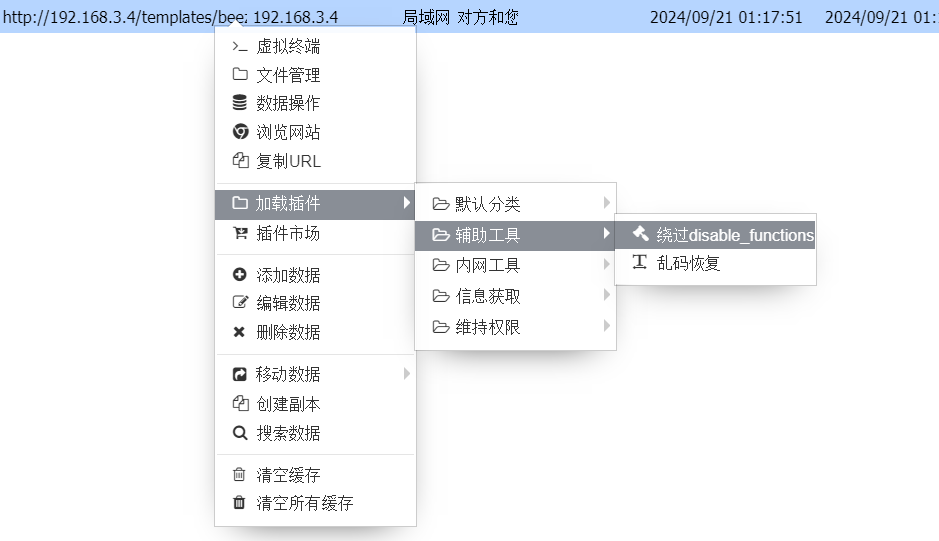 http://192.168.3.4/templates/bee: 192.168.3.4 局域网 对方和您 2024/09/21 01:17:51 2024/09/21 01:
虚拟终端
文件管理
数据操作
浏览网站
复制URL
加载插件
插件市场
添加数据
编辑数据
删除数据
移动数据
创建副本
搜索数据
清空缓存
清空所有缓存
默认分类
辅助工具
内网工具
信息获取
维持权限
绕过disable_functions
乱码恢复